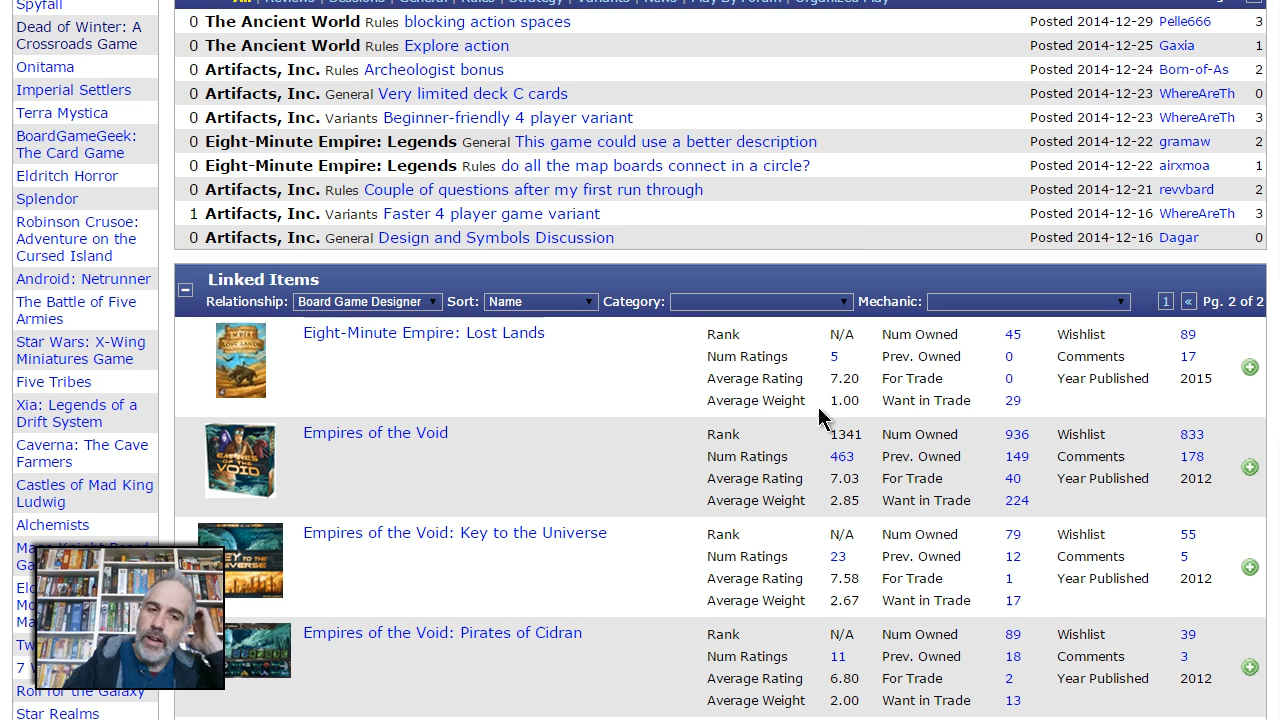 Spyfall
Dead of Winter: A
Crossroads Game
Onitama
Imperial Settlers
Terra Mystica
BoardGameGeek:
The Card Game
Eldritch Horror
Splendor
Robinson Crusoe:
Adventure on the
Cursed Island
Android: Netrunner
The Battle of Five
Armies
Star Wars: X-Wing
Miniatures Game
Five Tribes
Xia: Legends of a
Drift System
Caverna: The Cave
Farmers
Castles of Mad King
Ludwig
Alchemists
Roll for the Galaxy
Star Realms
0 The Ancient World Rules blocking action spaces Posted 2014-12-29 Pelle666 3
0 The Ancient World Rules Explore action Posted 2014-12-25 Gaxia 1
0 Artifacts, Inc. Rules Archeologist bonus Posted 2014-12-24 Born-of-As 2
0 Artifacts, Inc. General Very limited deck C cards Posted 2014-12-23 WhereAreTh 0
0 Artifacts, Inc. Variants Beginner-friendly 4 player variant Posted 2014-12-23 WhereAreTh 3
0 Eight-Minute Empire: Legends General This game could use a better description Posted 2014-12-22 gramaw 2
0 Eight-Minute Empire: Legends Rules do all the map boards connect in a circle? Posted 2014-12-22 airxmoa 1
0 Artifacts, Inc. Rules Couple of questions after my first run through Posted 2014-12-21 revvbard 2
1 Artifacts, Inc. Variants Faster 4 player game variant Posted 2014-12-16 WhereAreTh 3
0 Artifacts, Inc. General Design and Symbols Discussion Posted 2014-12-16 Dagar 0
Linked Items
Relationship: Board Game Designer Sort: Name Category: Mechanic: 1 « Pg. 2 of 2
Eight-Minute Empire: Lost Lands Rank N/A Num Owned 45 Wishlist 89
Num Ratings 5 Prev. Owned 0 Comments 17
Average Rating 7.20 For Trade 0 Year Published 2015
Average Weight 1.00 Want in Trade 29
Empires of the Void Rank 1341 Num Owned 936 Wishlist 833
Num Ratings 463 Prev. Owned 149 Comments 178
Average Rating 7.03 For Trade 40 Year Published 2012
Average Weight 2.85 Want in Trade 224
Empires of the Void: Key to the Universe Rank N/A Num Owned 79 Wishlist 55
Num Ratings 23 Prev. Owned 12 Comments 5
Average Rating 7.58 For Trade 1 Year Published 2012
Average Weight 2.67 Want in Trade 17
Empires of the Void: Pirates of Cidran Rank N/A Num Owned 89 Wishlist 39
Num Ratings 11 Prev. Owned 18 Comments 3
Average Rating 6.80 For Trade 2 Year Published 2012
Average Weight 2.00 Want in Trade 13